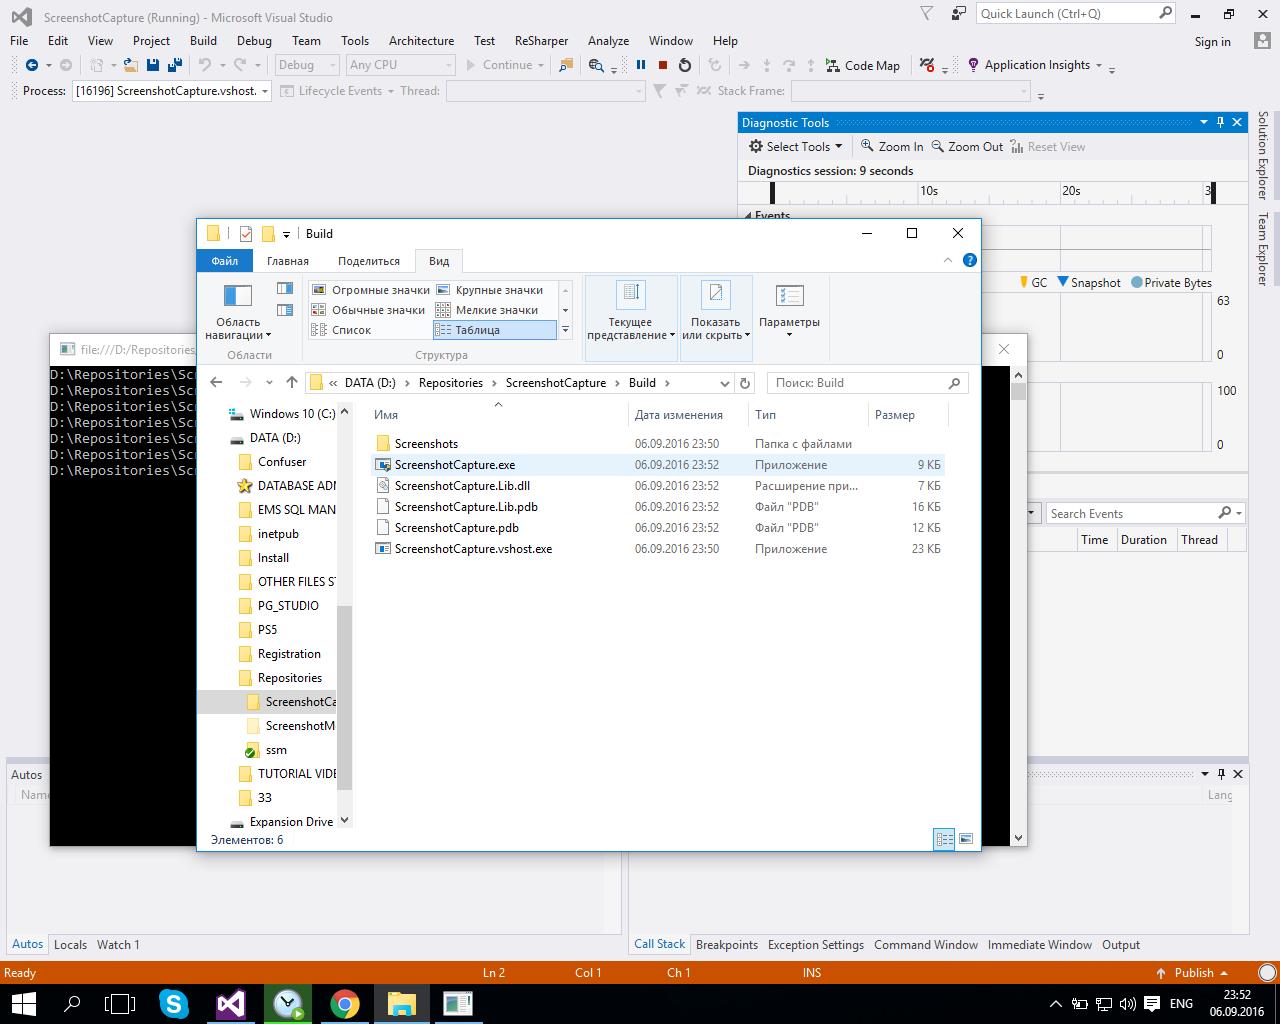 ScreenshotCapture (Running) - Microsoft Visual Studio
Quick Launch (Ctrl+Q)
File Edit View Project Build Debug Team Tools Architecture Test ReSharper Analyze Window Help
Sign in
Debug Any CPU Continue Code Map Application Insights
Process: [16196] ScreenshotCapture.vshost. Lifecycle Events Thread: Stack Frame:
Diagnostic Tools
Select Tools Zoom In Zoom Out Reset View
Diagnostics session: 9 seconds
10s 20s 3
Events
GC Snapshot Private Bytes
63
0
100
0
Search Events
Time Duration Thread
Solution Explorer
Team Explorer
file:///D:/Repositories
D:\Repositories\Scr
D:\Repositories\Scr
D:\Repositories\Scr
D:\Repositories\Scr
D:\Repositories\Scr
D:\Repositories\Scr
D:\Repositories\Scr
Build
Файл Главная Поделиться Вид
Область навигации
Области
Огромные значки Крупные значки
Обычные значки Мелкие значки
Список Таблица
Структура
Текущее представление
Показать или скрыть
Параметры
« DATA (D:) Repositories ScreenshotCapture Build
Поиск: Build
Windows 10 (C:)
DATA (D:)
Confuser
DATABASE ADM
EMS SQL MAN
inetpub
Install
OTHER FILES ST
PG_STUDIO
PS5
Registration
Repositories
ScreenshotCa
ScreenshotM
ssm
TUTORIAL VIDE
33
Expansion Drive
Имя Дата изменения Тип Размер
Screenshots 06.09.2016 23:50 Папка с файлами
ScreenshotCapture.exe 06.09.2016 23:52 Приложение 9 КБ
ScreenshotCapture.Lib.dll 06.09.2016 23:52 Расширение при... 7 КБ
ScreenshotCapture.Lib.pdb 06.09.2016 23:52 Файл "PDB" 16 КБ
ScreenshotCapture.pdb 06.09.2016 23:52 Файл "PDB" 12 КБ
ScreenshotCapture.vshost.exe 06.09.2016 23:50 Приложение 23 КБ
Элементов: 6
Autos
Name
Lang
Autos Locals Watch 1
Call Stack Breakpoints Exception Settings Command Window Immediate Window Output
Ready Ln 2 Col 1 Ch 1 INS Publish
ENG
23:52
06.09.2016